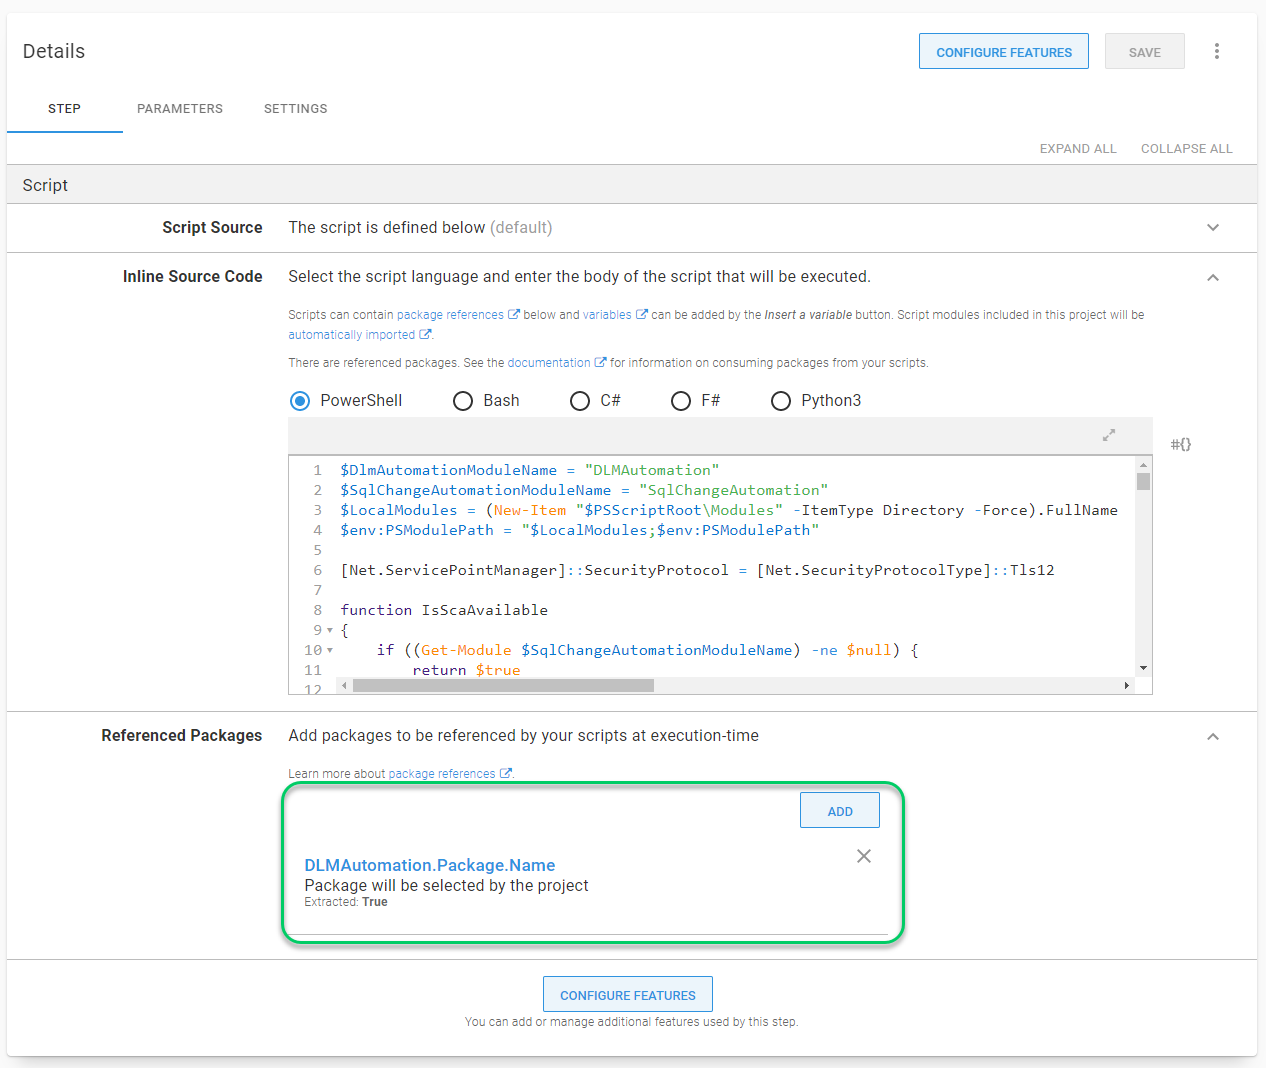 Details
CONFIGURE FEATURES
SAVE
STEP
PARAMETERS
SETTINGS
EXPAND ALL
COLLAPSE ALL
Script
Script Source
The script is defined below (default)
Inline Source Code
Select the script language and enter the body of the script that will be executed.
Scripts can contain package references below and variables can be added by the Insert a variable button. Script modules included in this project will be
automatically imported .
There are referenced packages. See the documentation for information on consuming packages from your scripts.
PowerShell
Bash
C#
F#
Python3
#{}
1 $DlmAutomationModuleName = "DLMAutomation"
2 $SqlChangeAutomationModuleName = "SqlChangeAutomation"
3 $LocalModules = (New-Item "$PSScriptRoot\Modules" -ItemType Directory -Force).FullName
4 $env:PSModulePath = "$LocalModules;$env:PSModulePath"
5
6 [Net.ServicePointManager]::SecurityProtocol = [Net.SecurityProtocolType]::Tls12
7
8 function IsScaAvailable
9 {
10 if ((Get-Module $SqlChangeAutomationModuleName) -ne $null) {
11 return $true
12
Referenced Packages
Add packages to be referenced by your scripts at execution-time
Learn more about package references .
ADD
DLMAutomation.Package.Name
Package will be selected by the project
Extracted: True
CONFIGURE FEATURES
You can add or manage additional features used by this step.